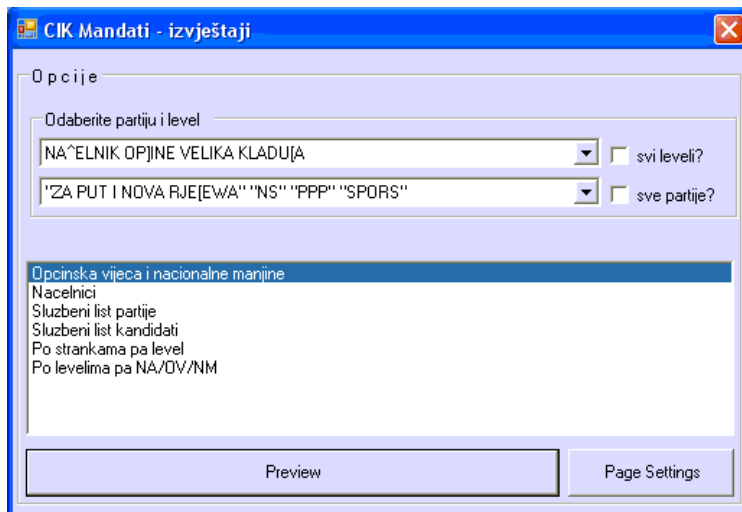 CIK Mandati - izvještaji
Opcije
Odaberite partiju i level
NA^ELNIK OP]INE VELIKA KLADU[A
svi leveli?
"ZA PUT I NOVA RJE[EWA" "NS" "PPP" "SPORS"
sve partije?
Opcinska vijeca i nacionalne manjine
Nacelnici
Sluzbeni list partije
Sluzbeni list kandidati
Po strankama pa level
Po levelima pa NA/OV/NM
Preview
Page Settings